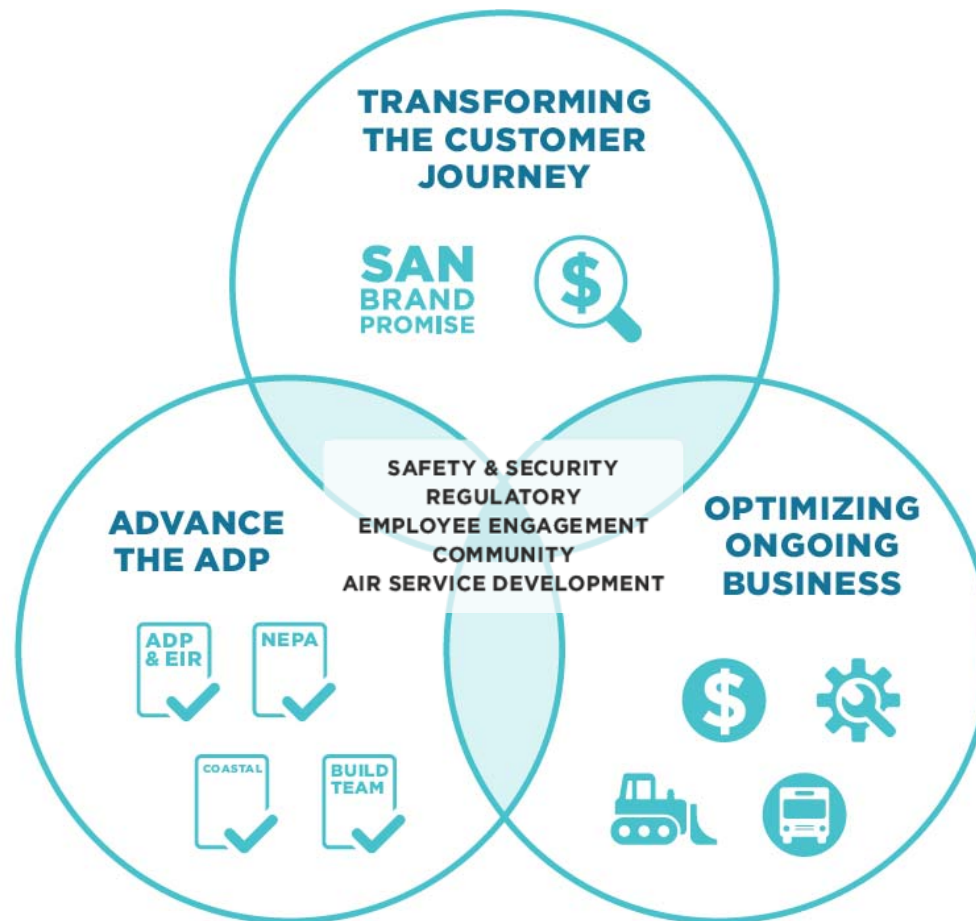 TRANSFORMING
THE CUSTOMER
JOURNEY
SAN
BRAND
PROMISE
$
SAFETY & SECURITY
REGULATORY
EMPLOYEE ENGAGEMENT
COMMUNITY
AIR SERVICE DEVELOPMENT
ADVANCE
THE ADP
ADP
& EIR
NEPA
COASTAL
BUILD
TEAM
OPTIMIZING
ONGOING
BUSINESS
$